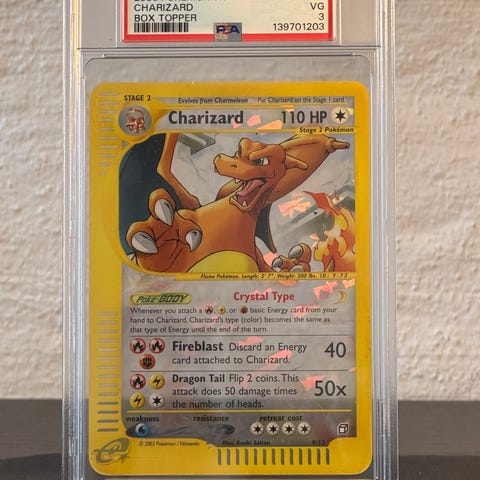 CHARIZARD
VG
BOX TOPPER
PSA
3
139701203
STAGE 2
Evolves from Charmeleon
Put Charizard on the Stage 1 card
Charizard 110 HP
Stage 2 Pokémon
Flame Pokémon. Length: 5' 7", Weight: 200 lbs.
Poké-BODY
Crystal Type
Whenever you attach a basic Energy card from your
hand to Charizard, Charizard's type (color) becomes the same as
that type of Energy until the end of the turn.
Fireblast Discard an Energy
card attached to Charizard.
40
Dragon Tail Flip 2 coins. This
attack does 50 damage times
the number of heads.
50x
weakness resistance retreat cost
© 2003 Pokémon / Nintendo
Illus. Kouki Saitou
9/12